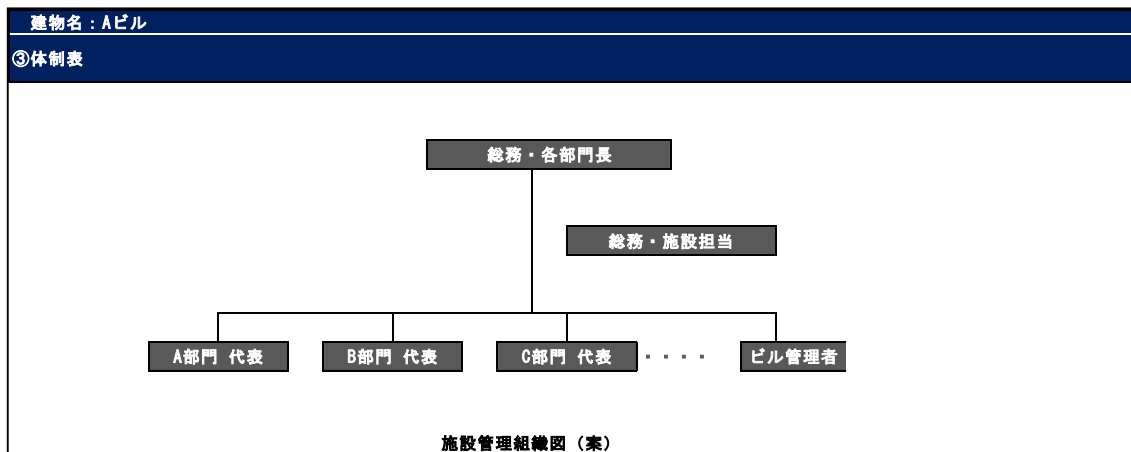 建物名：Aビル
③体制表
総務・各部門長
総務・施設担当
A部門 代表
B部門 代表
C部門 代表
・・・・
ビル管理者
施設管理組織図（案）